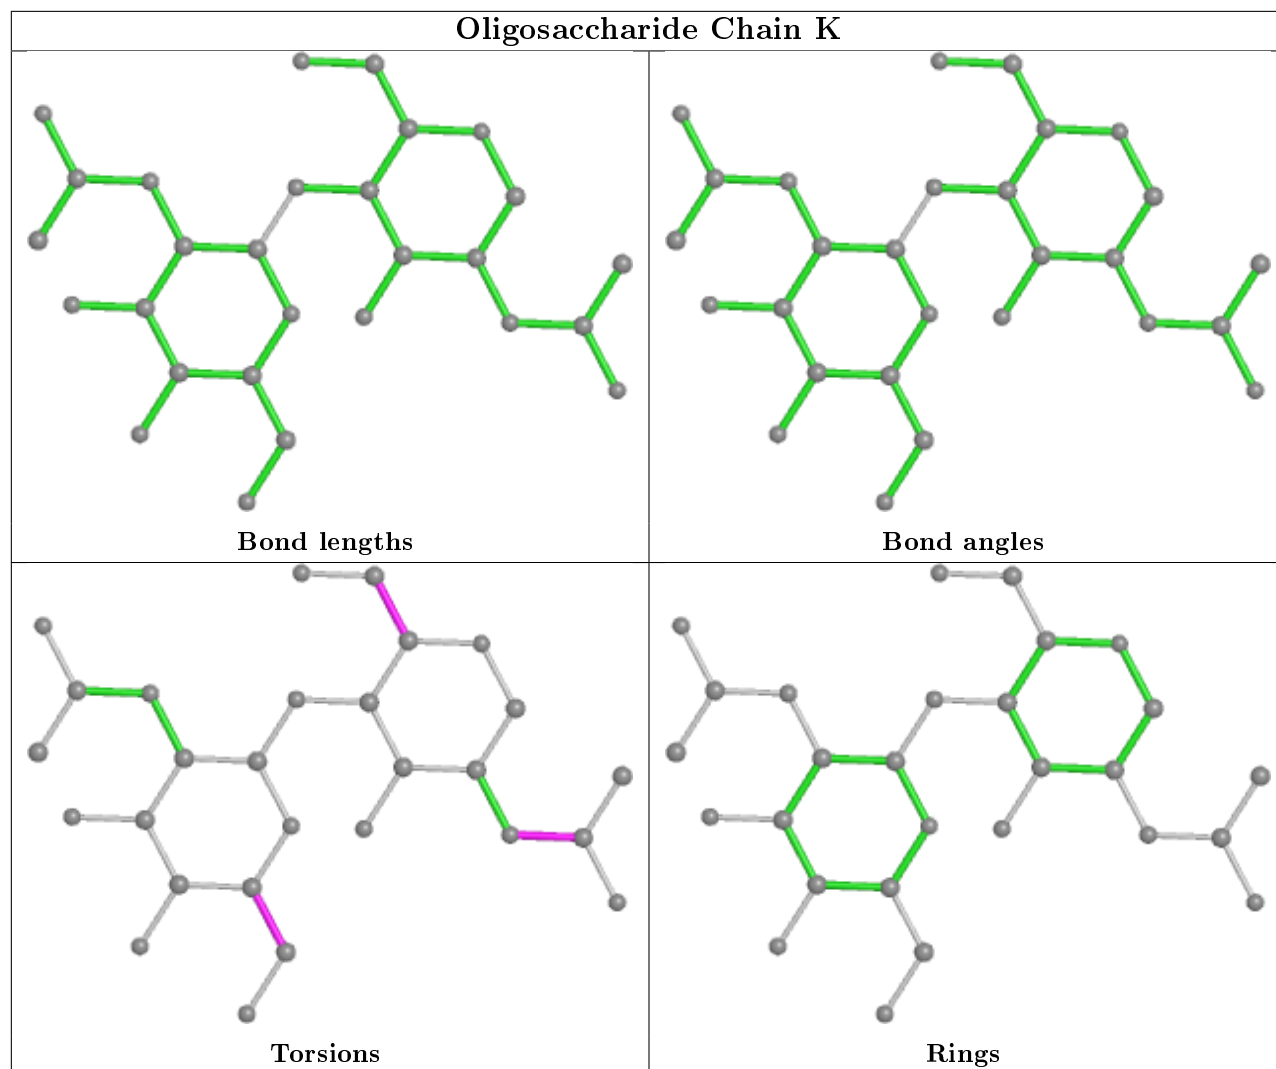 Oligosaccharide Chain K
Bond lengths
Bond angles
Torsions
Rings